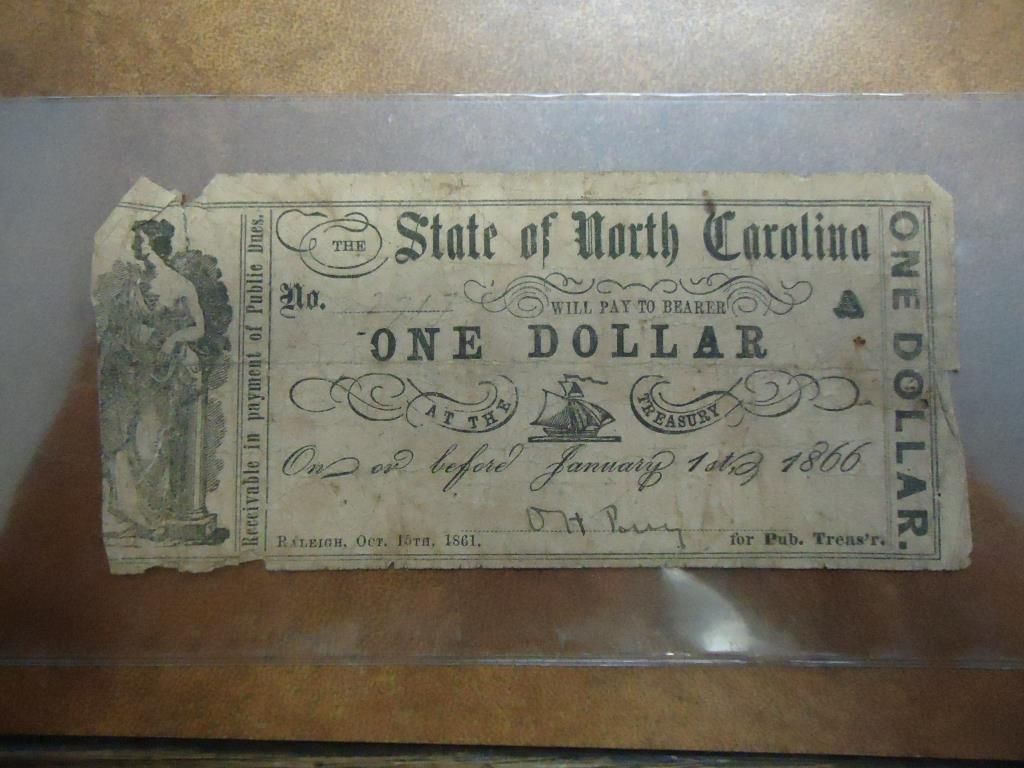 Receivable in payment of Public Dues.
THE State of North Carolina
No.
WILL PAY TO BEARER
A
ONE DOLLAR
AT THE TREASURY
On or before January 1st, 1866
O H Perry
RALEIGH, OCT. 15TH, 1861.
for Pub. Treas'r.
ONE DOLLAR.